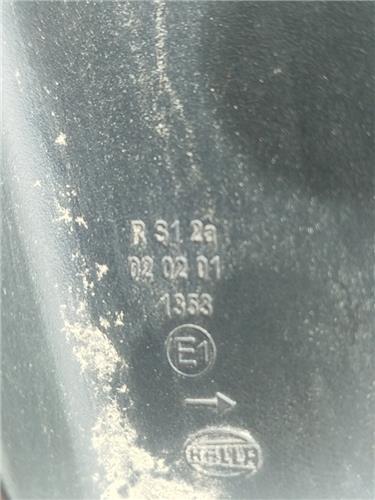 R S1 2a
02 02 01
1353
E1
→
HELLA